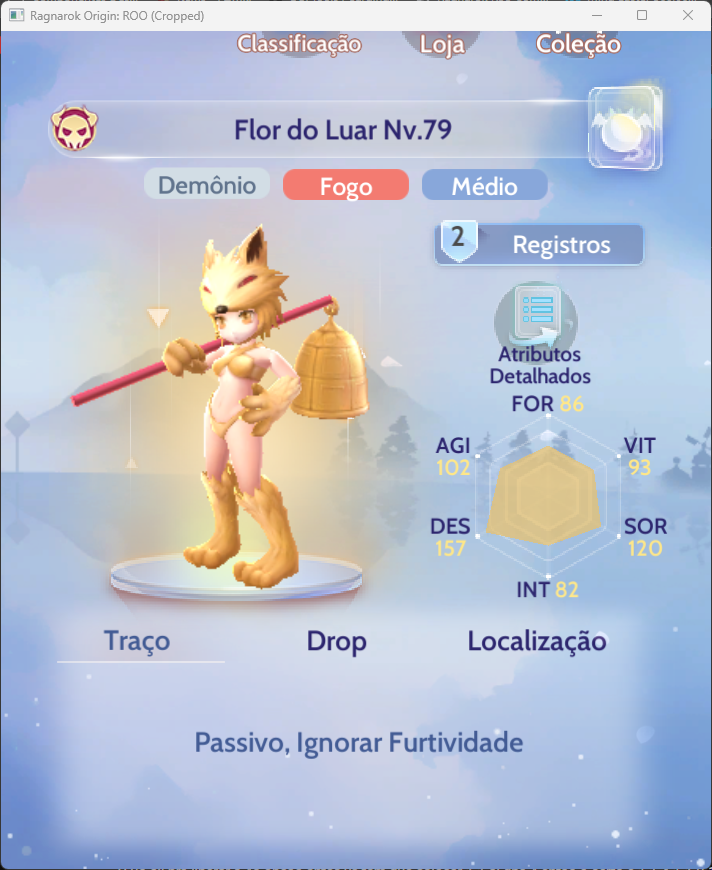 Ragnarok Origin: ROO (Cropped)
Classificação Loja Coleção
Flor do Luar Nv.79
Demônio Fogo Médio
2 Registros
Atributos
Detalhados
FOR 86
AGI VIT
102 93
DES SOR
157 120
INT 82
Traço Drop Localização
Passivo, Ignorar Furtividade